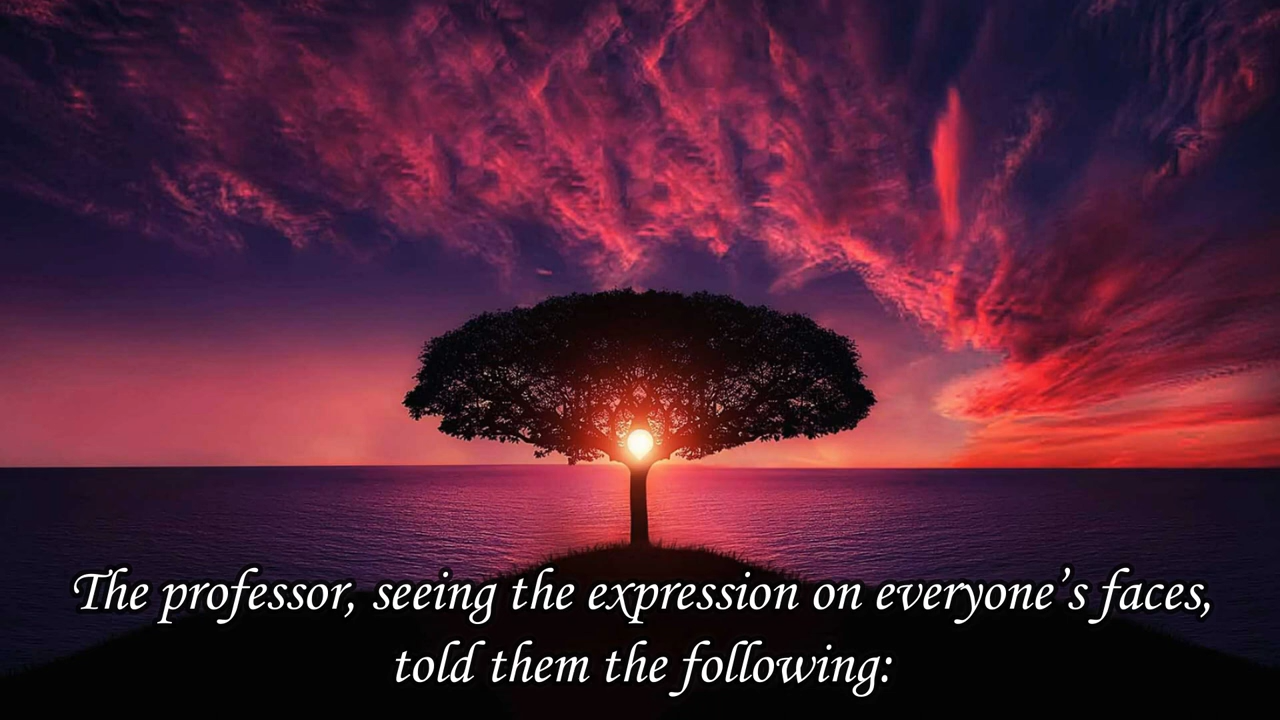 The professor, seeing the expression on everyone’s faces,
told them the following: